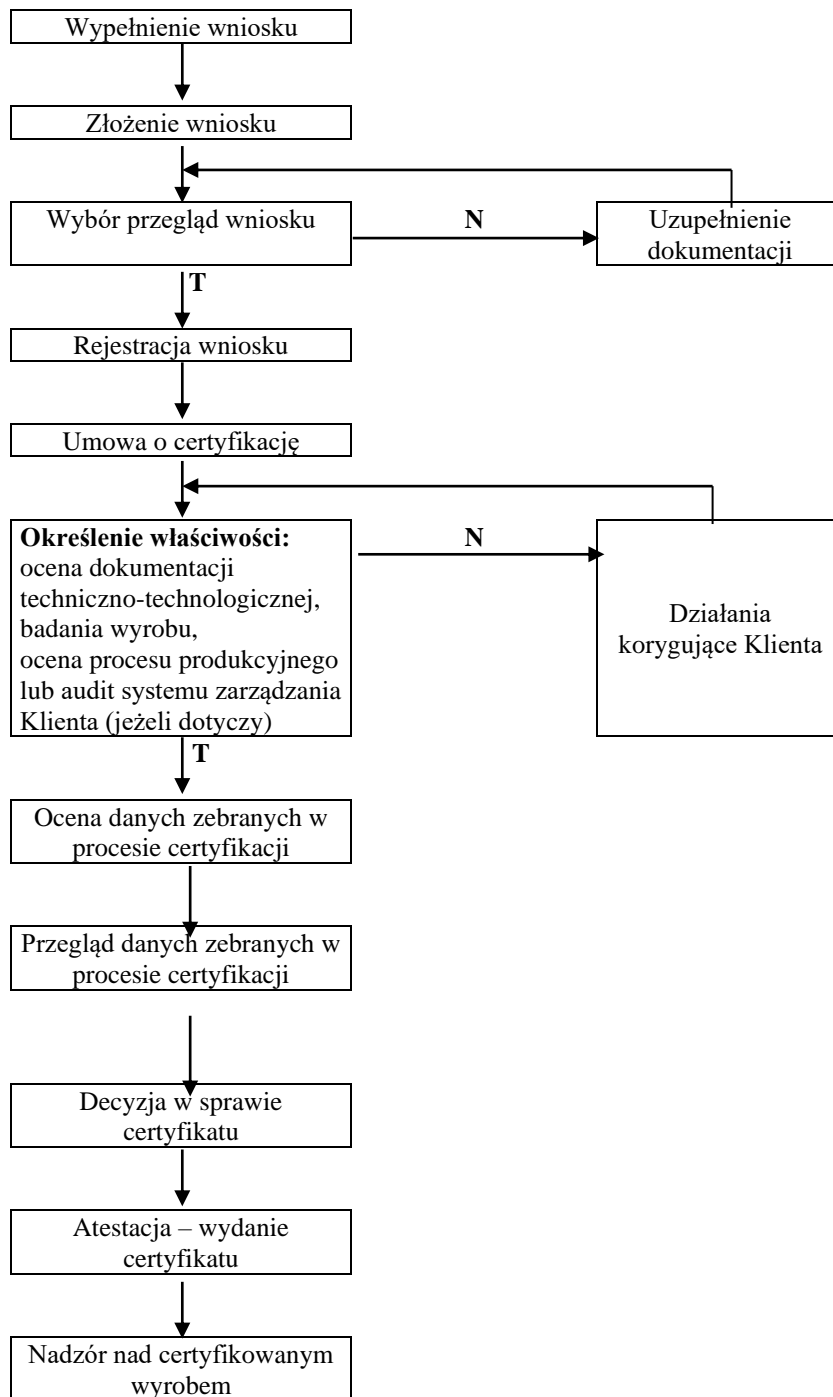 Wypełnienie wniosku
Złożenie wniosku
Wybór przegląd wniosku
N
Uzupełnienie
dokumentacji
T
Rejestracja wniosku
Umowa o certyfikację
Określenie właściwości:
ocena dokumentacji
techniczno-technologicznej,
badania wyrobu,
ocena procesu produkcyjnego
lub audit systemu zarządzania
Klienta (jeżeli dotyczy)
N
Działania
korygujące Klienta
T
Ocena danych zebranych w
procesie certyfikacji
Przegląd danych zebranych w
procesie certyfikacji
Decyzja w sprawie
certyfikatu
Atestacja – wydanie
certyfikatu
Nadzór nad certyfikowanym
wyrobem